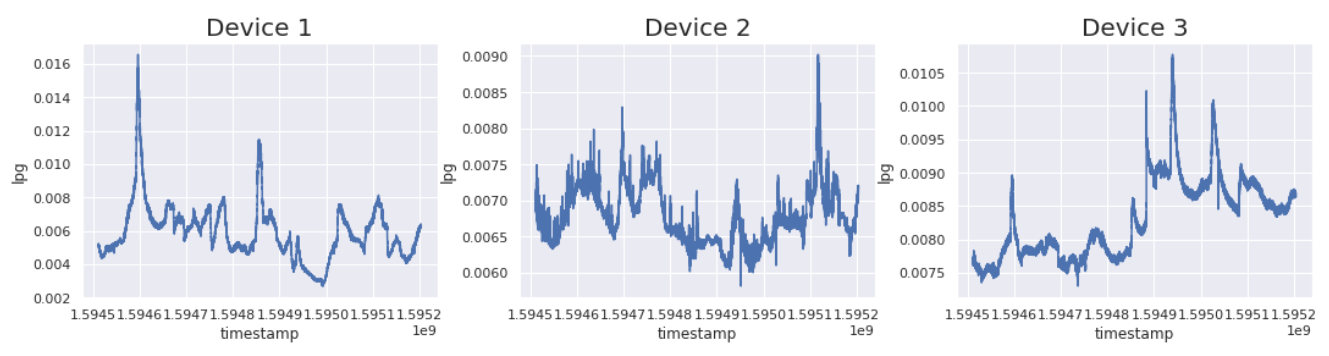 Device 1
0.016
0.014
0.012
0.010
0.008
0.006
0.004
0.002
lpg
1.5945 1.5946 1.5947 1.5948 1.5949 1.5950 1.5951 1.5952
timestamp
1e9
Device 2
0.0090
0.0085
0.0080
0.0075
0.0070
0.0065
0.0060
lpg
1.5945 1.5946 1.5947 1.5948 1.5949 1.5950 1.5951 1.5952
timestamp
1e9
Device 3
0.0105
0.0100
0.0095
0.0090
0.0085
0.0080
0.0075
lpg
1.5945 1.5946 1.5947 1.5948 1.5949 1.5950 1.5951 1.5952
timestamp
1e9